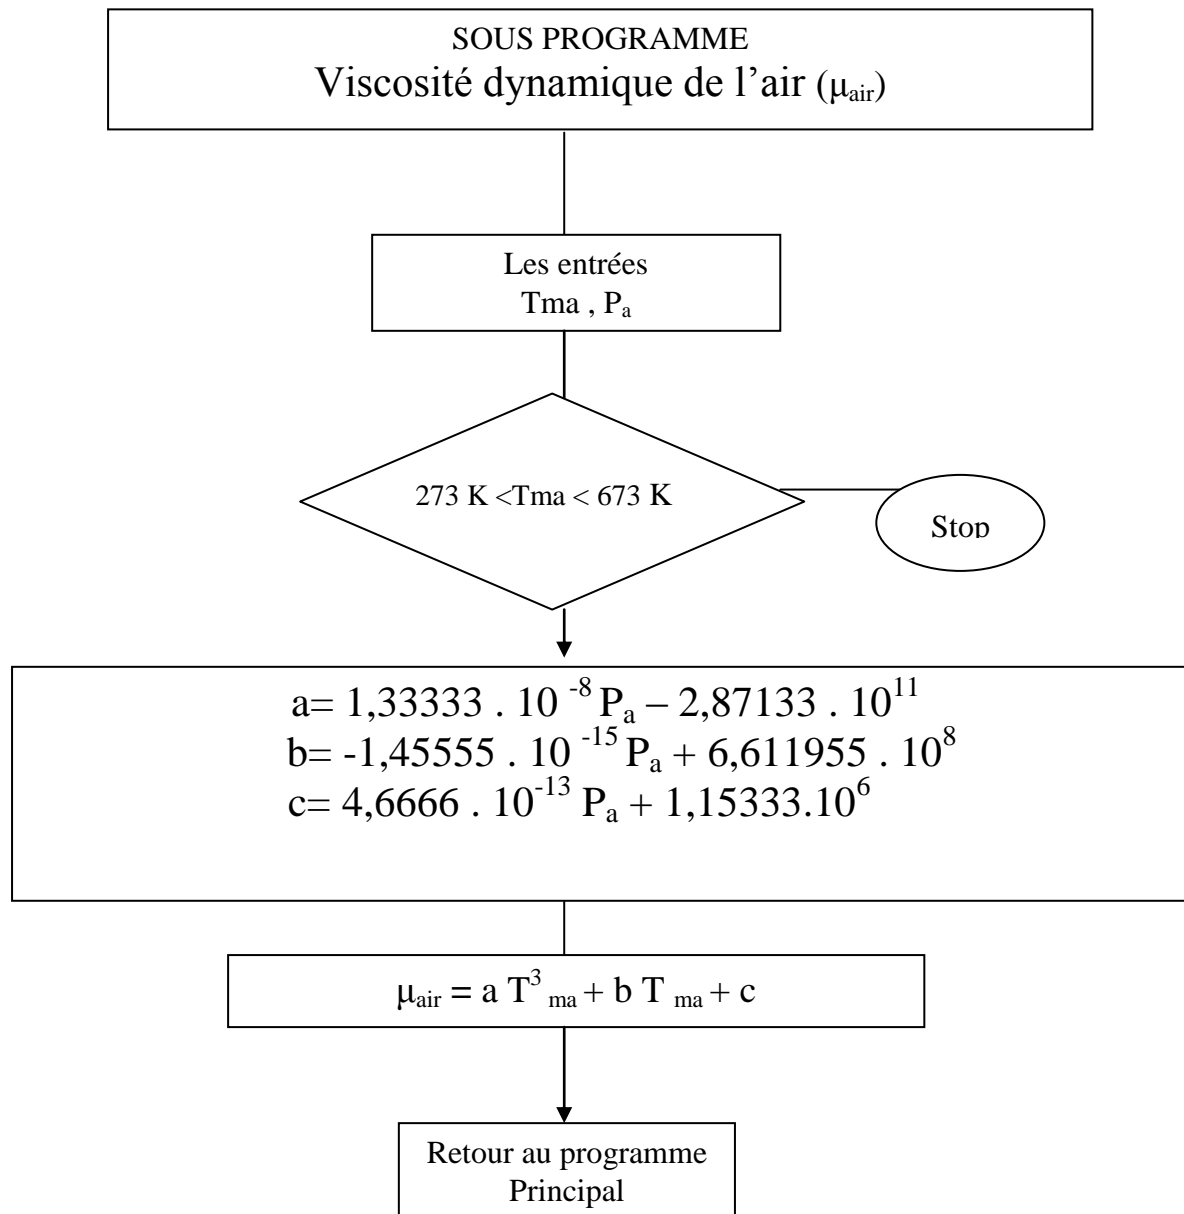 SOUS PROGRAMME
Viscosité dynamique de l’air (μair)
Les entrées
Tma , Pa
273 K <Tma < 673 K
Stop
a= 1,33333 . 10 -8 Pa – 2,87133 . 10^11
b= -1,45555 . 10 -15 Pa + 6,611955 . 10^8
c= 4,6666 . 10^-13 Pa + 1,15333.10^6
μair = a T^3 ma + b T ma + c
Retour au programme
Principal